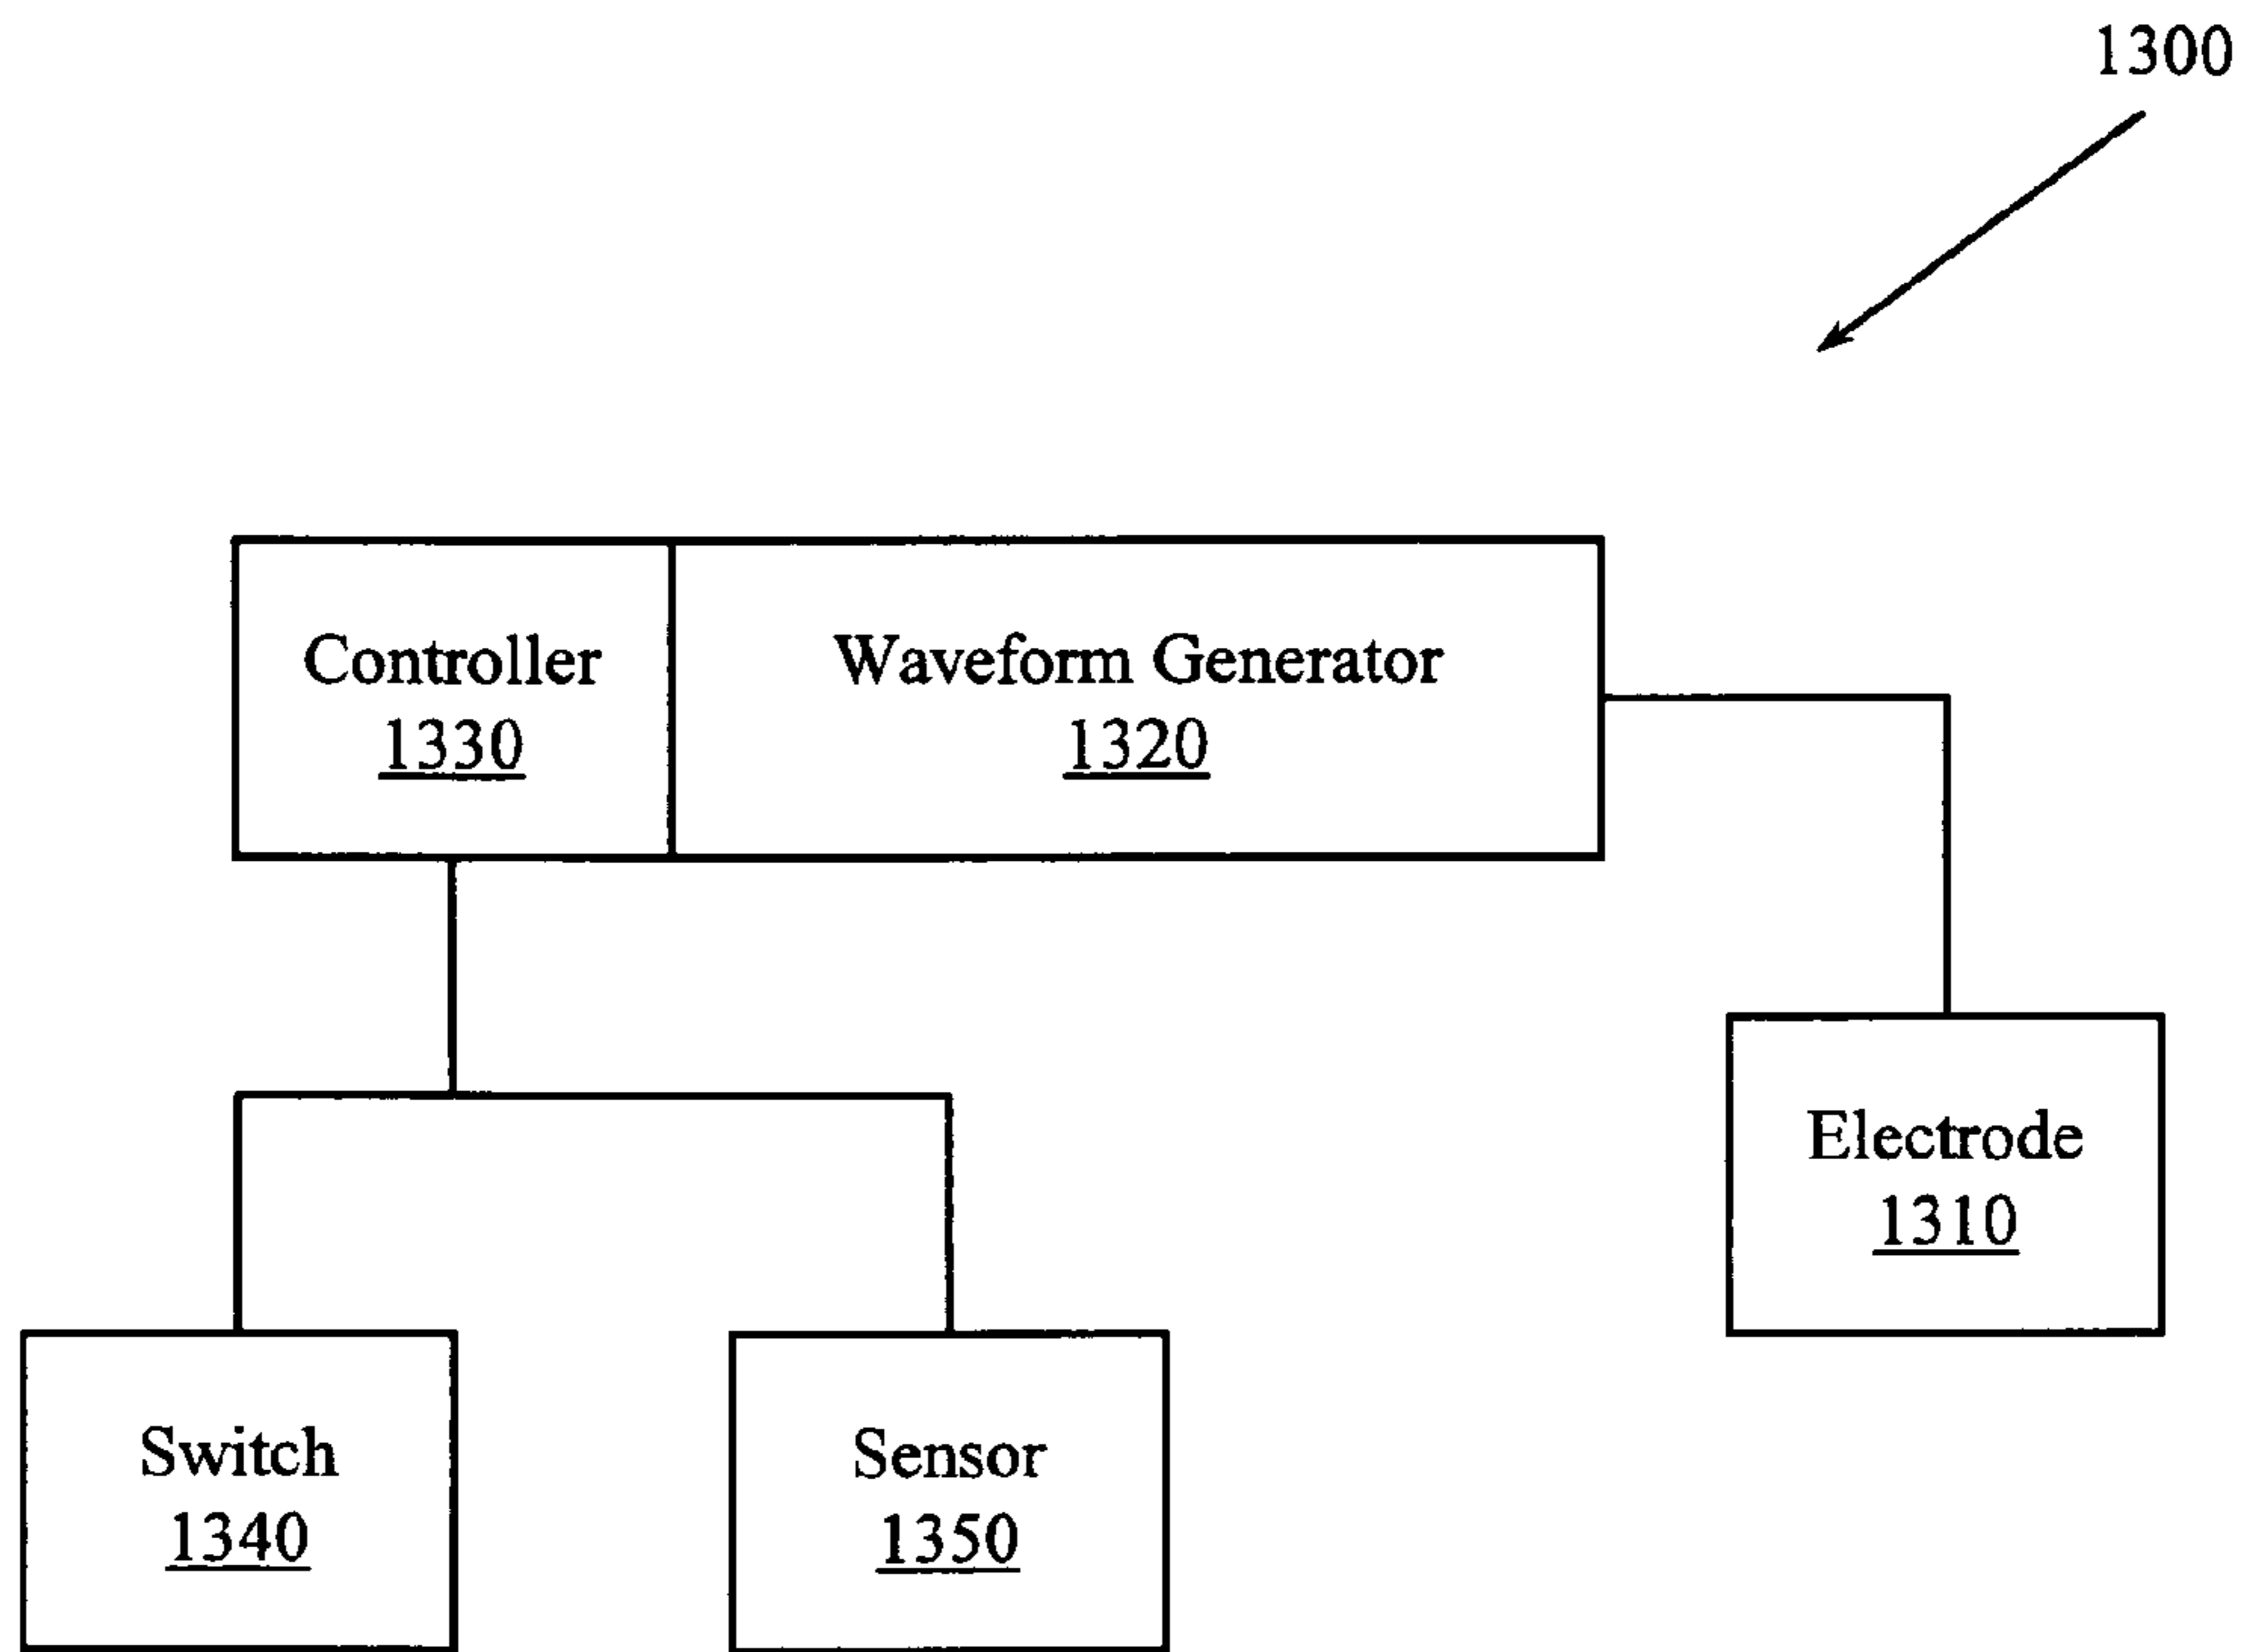 1300
Controller
1330
Waveform Generator
1320
Electrode
1310
Switch
1340
Sensor
1350